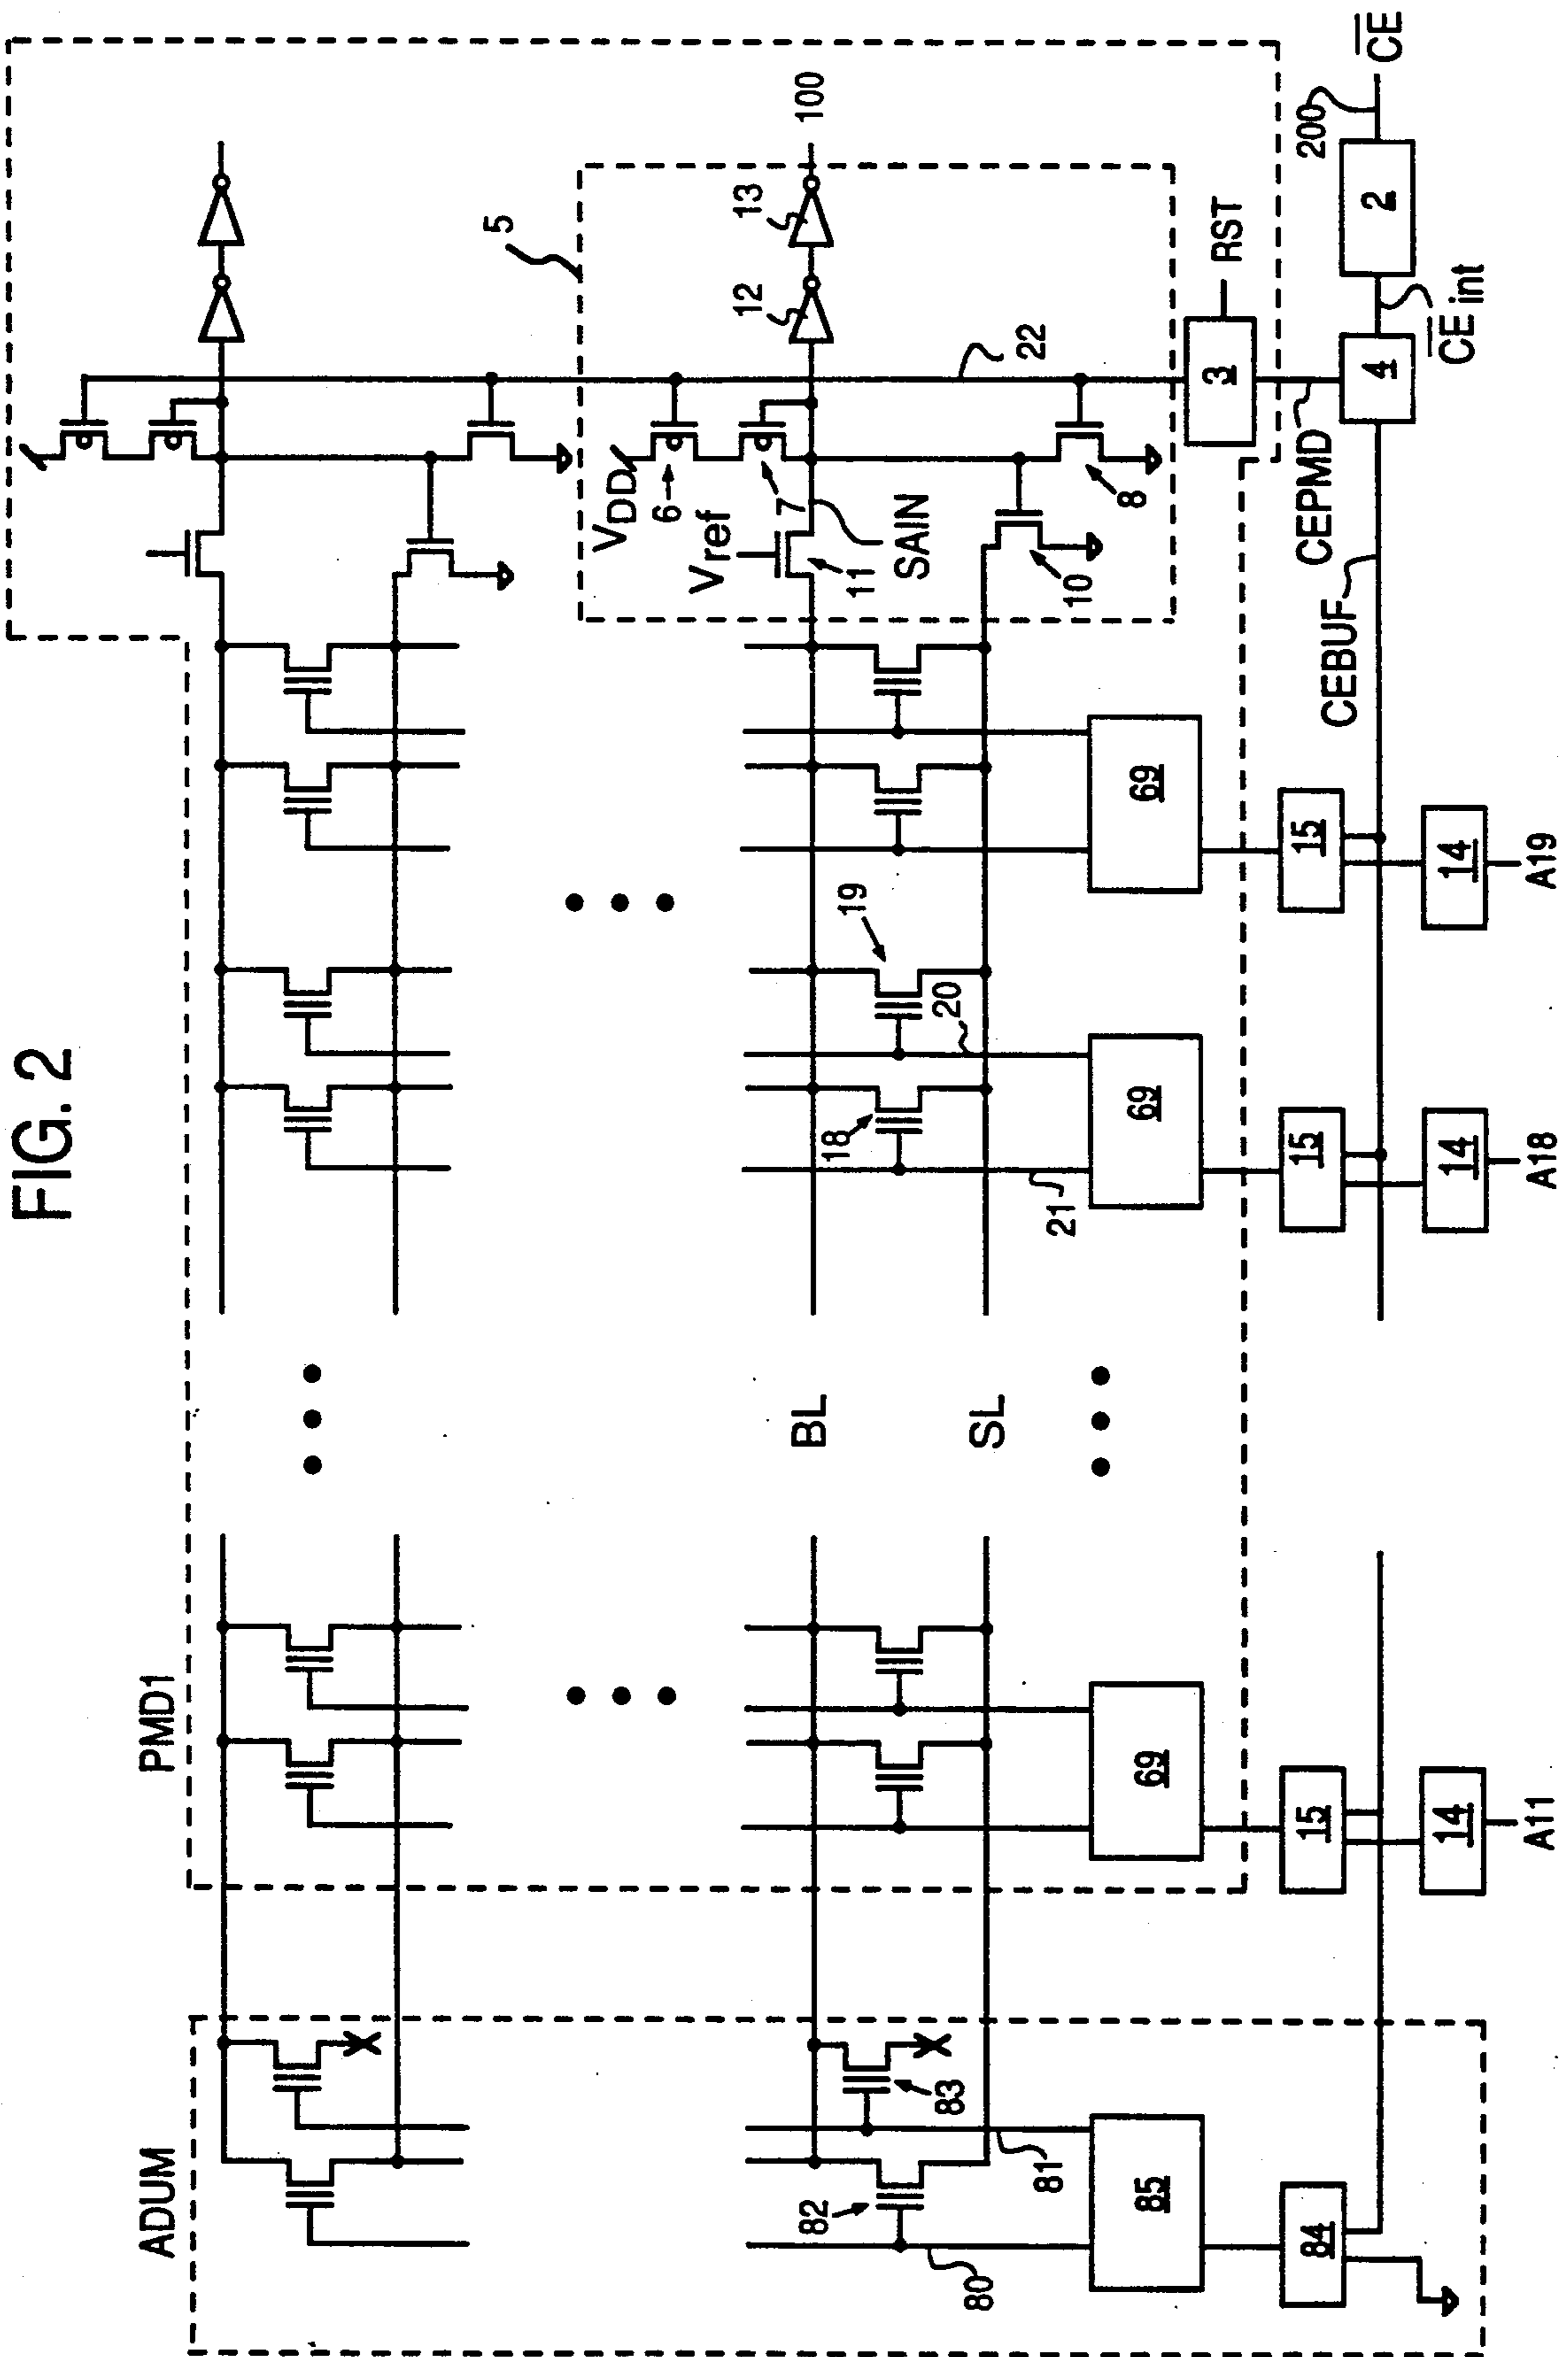 FIG. 2
ADUM
PMD1
5
100
13
12
22
V_DD
6
7
Vref
11
SAIN
8
10
3
RST
200
CE̅
2
CE̅ int
4
CEPMD
CEBUF
BL
SL
19
20
18
21
69
69
69
15
15
15
14
14
14
A19
A18
A11
83
82
81
80
85
84